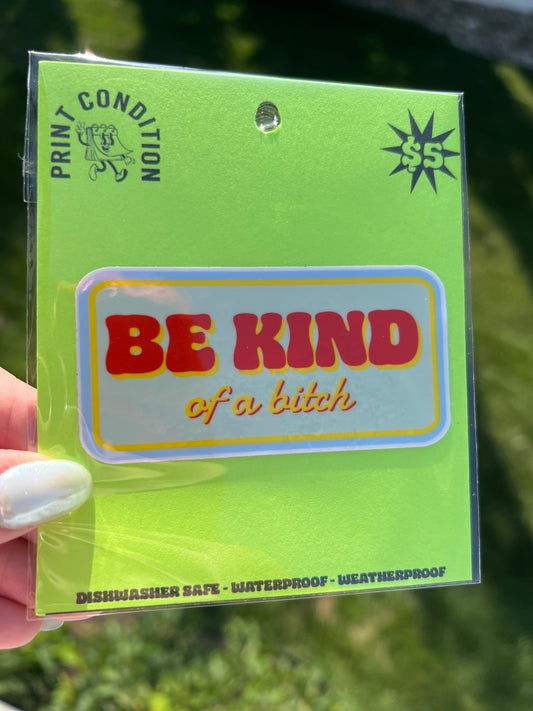 PRINT CONDITION
$5
BE KIND
of a bitch
DISHWASHER SAFE - WATERPROOF - WEATHERPROOF